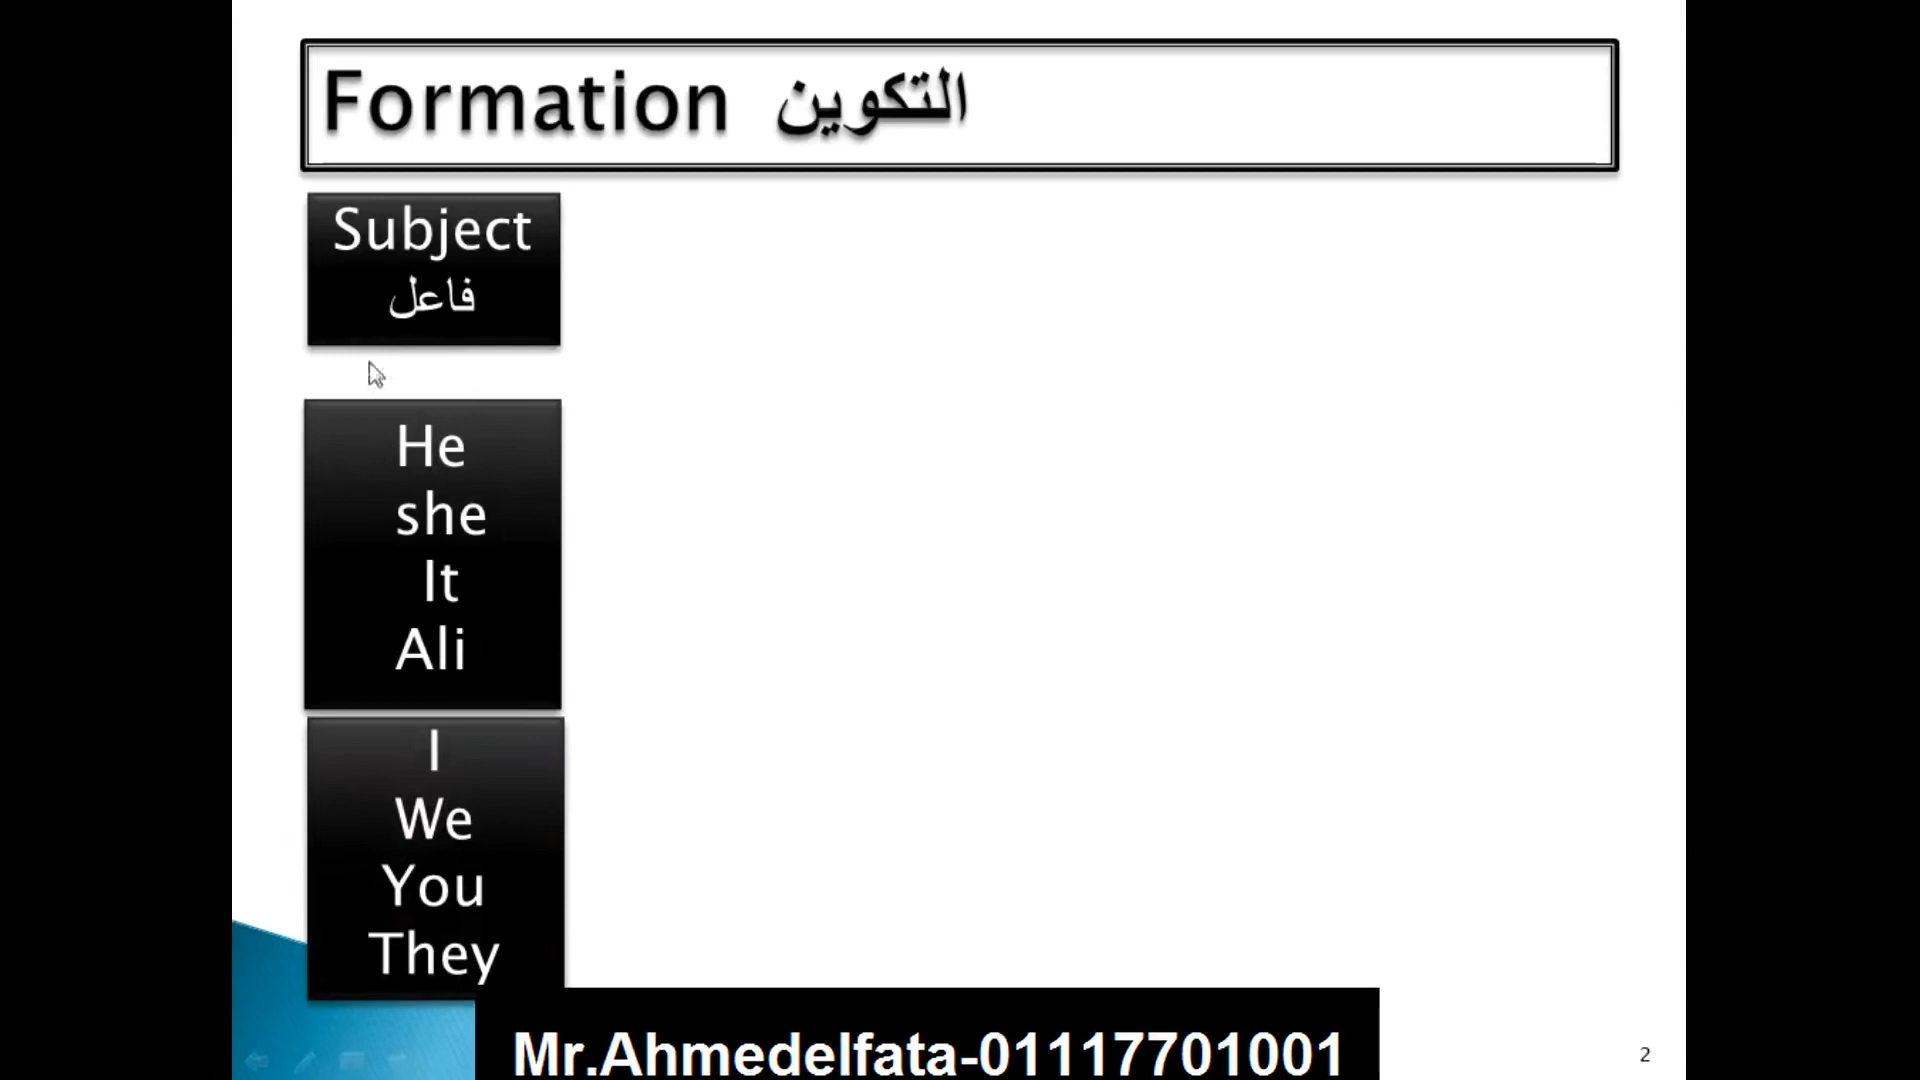 Formation التكوين
Subject
فاعل
He
she
It
Ali
I
We
You
They
Mr.Ahmedelfata-01117701001
2